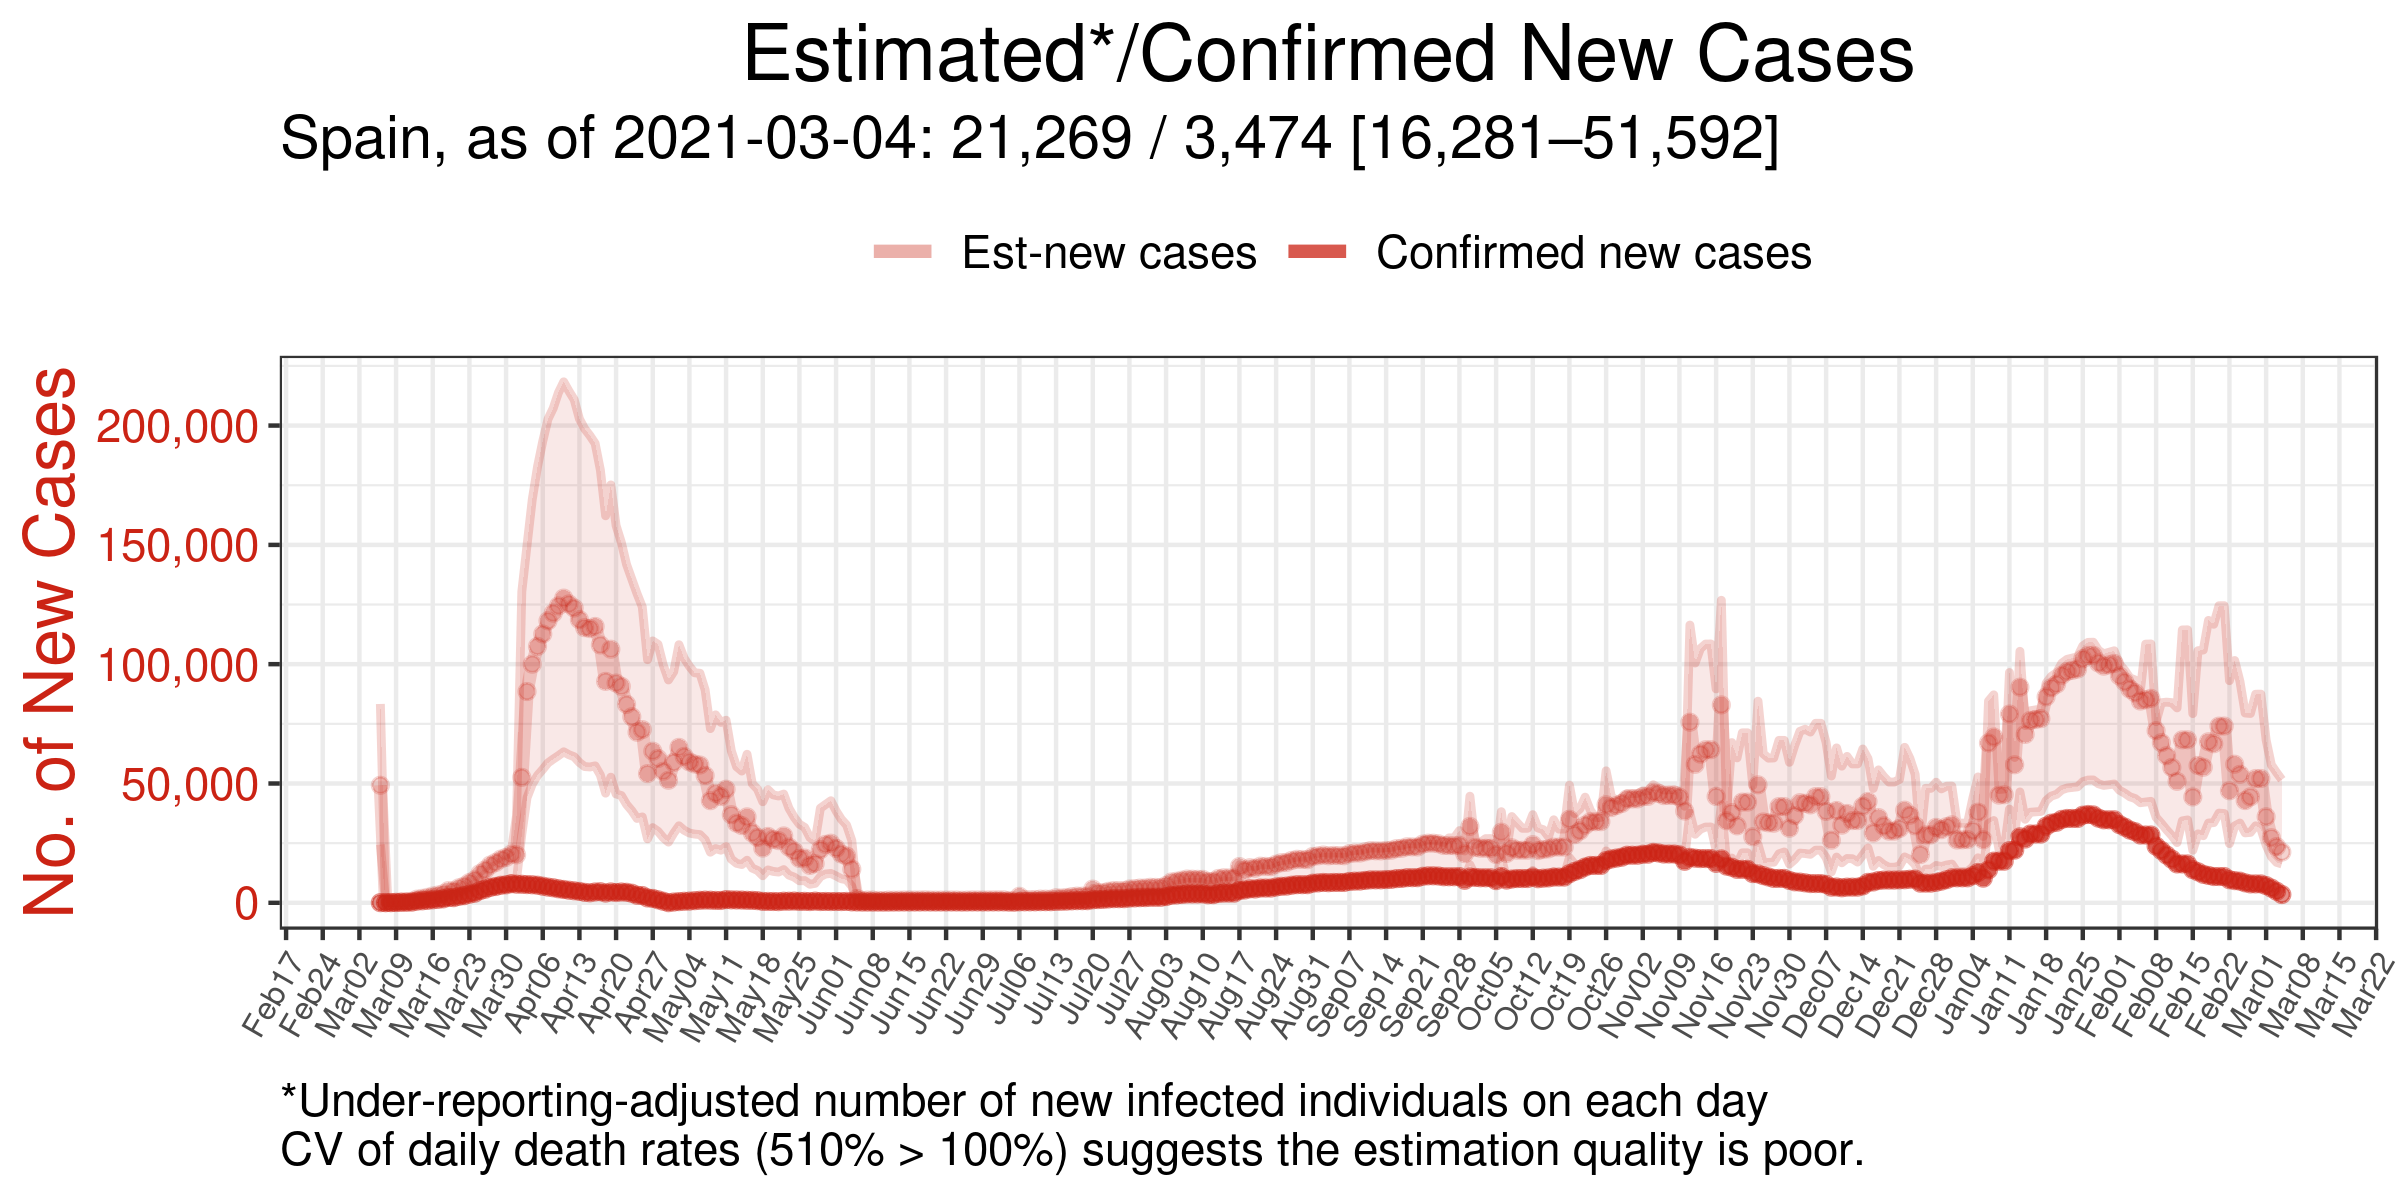 Estimated*/Confirmed New Cases
Spain, as of 2021-03-04: 21,269 / 3,474 [16,281–51,592]
Est-new cases
Confirmed new cases
No. of New Cases
200,000
150,000
100,000
50,000
0
Feb17
Feb24
Mar02
Mar09
Mar16
Mar23
Mar30
Apr06
Apr13
Apr20
Apr27
May04
May11
May18
May25
Jun01
Jun08
Jun15
Jun22
Jun29
Jul06
Jul13
Jul20
Jul27
Aug03
Aug10
Aug17
Aug24
Aug31
Sep07
Sep14
Sep21
Sep28
Oct05
Oct12
Oct19
Oct26
Nov02
Nov09
Nov16
Nov23
Nov30
Dec07
Dec14
Dec21
Dec28
Jan04
Jan11
Jan18
Jan25
Feb01
Feb08
Feb15
Feb22
Mar01
Mar08
Mar15
Mar22
*Under-reporting-adjusted number of new infected individuals on each day
CV of daily death rates (510% > 100%) suggests the estimation quality is poor.